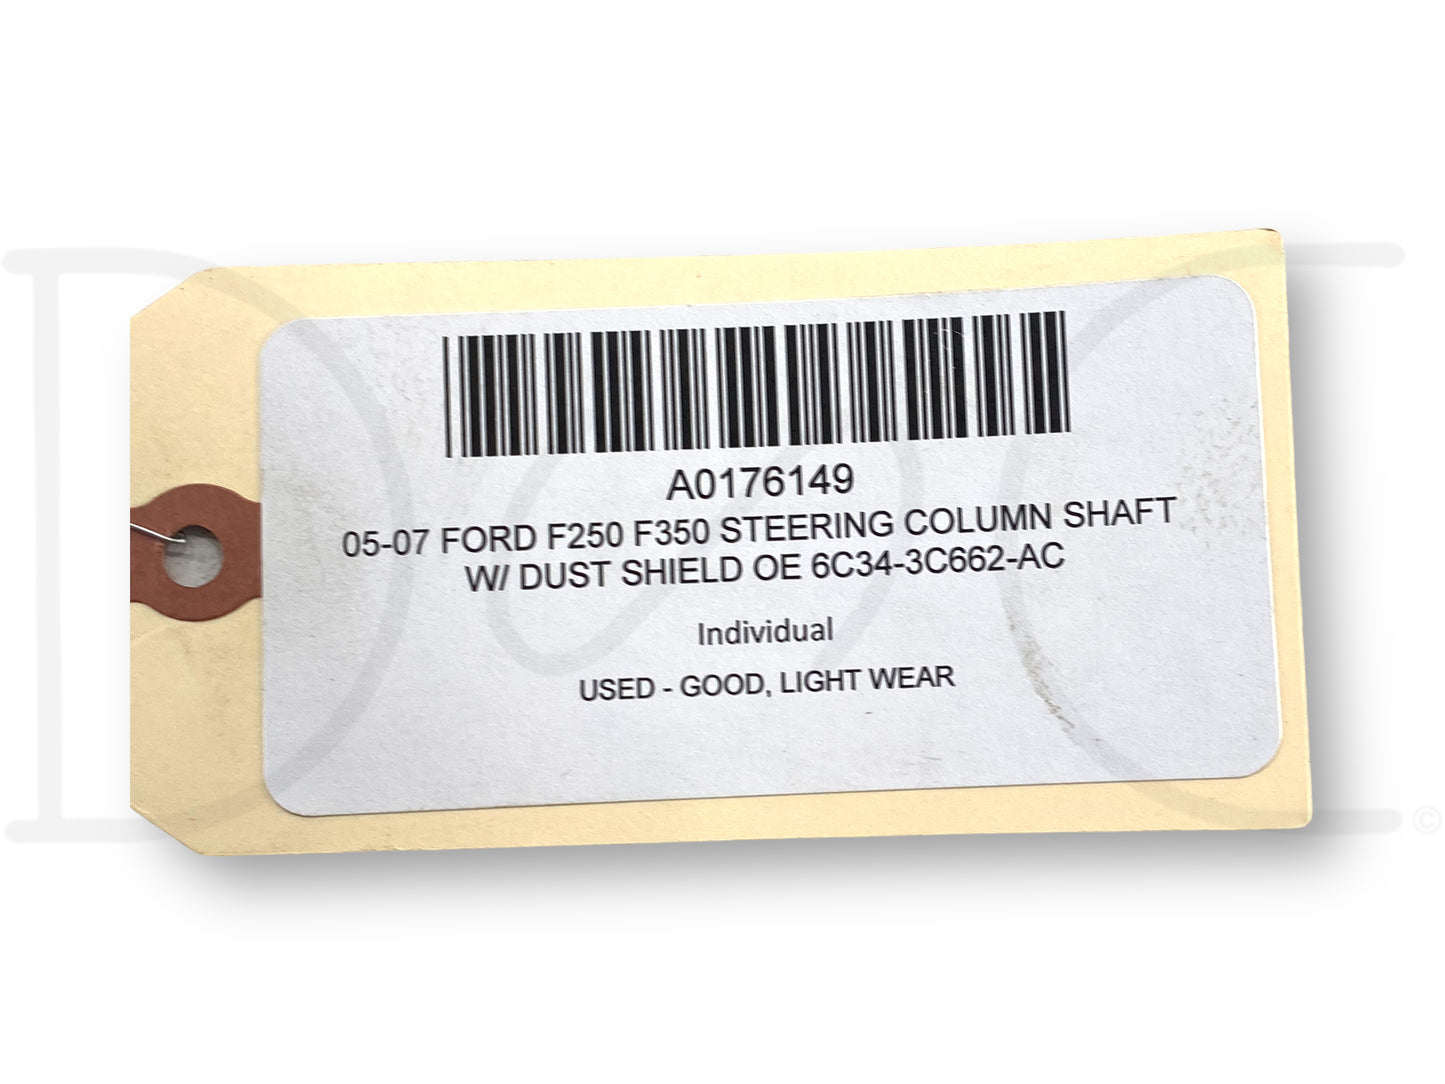 A0176149
05-07 FORD F250 F350 STEERING COLUMN SHAFT
W/ DUST SHIELD OE 6C34-3C662-AC
Individual
USED - GOOD, LIGHT WEAR
©